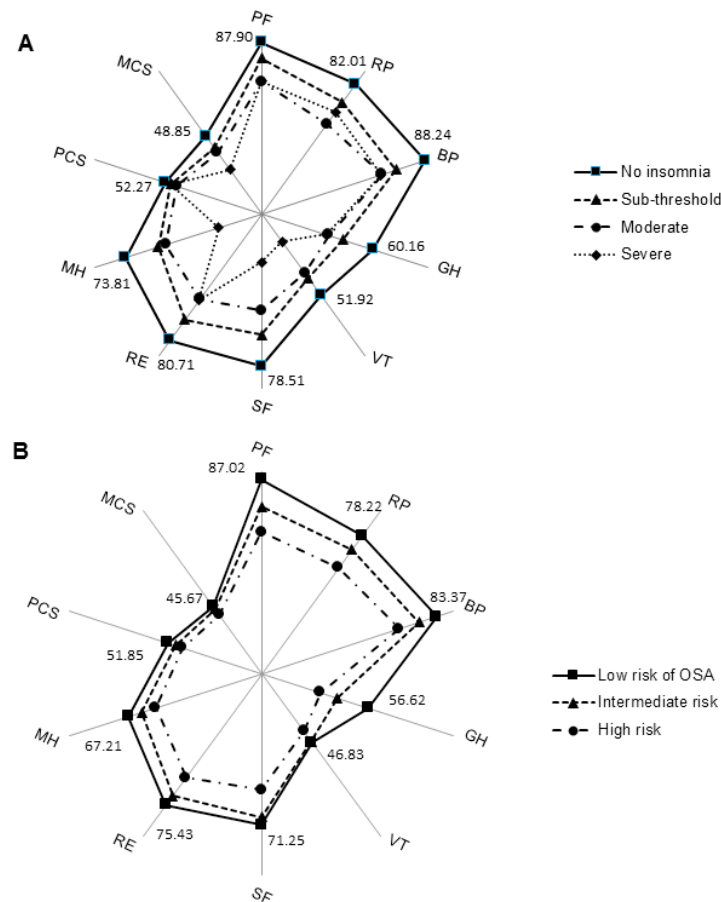 A
PF
87.90
RP
82.01
MCS
48.85
BP
88.24
PCS
52.27
GH
60.16
MH
73.81
VT
51.92
RE
80.71
SF
78.51
No insomnia
Sub-threshold
Moderate
Severe
B
PF
87.02
RP
78.22
MCS
45.67
BP
83.37
PCS
51.85
GH
56.62
MH
67.21
VT
46.83
RE
75.43
SF
71.25
Low risk of OSA
Intermediate risk
High risk